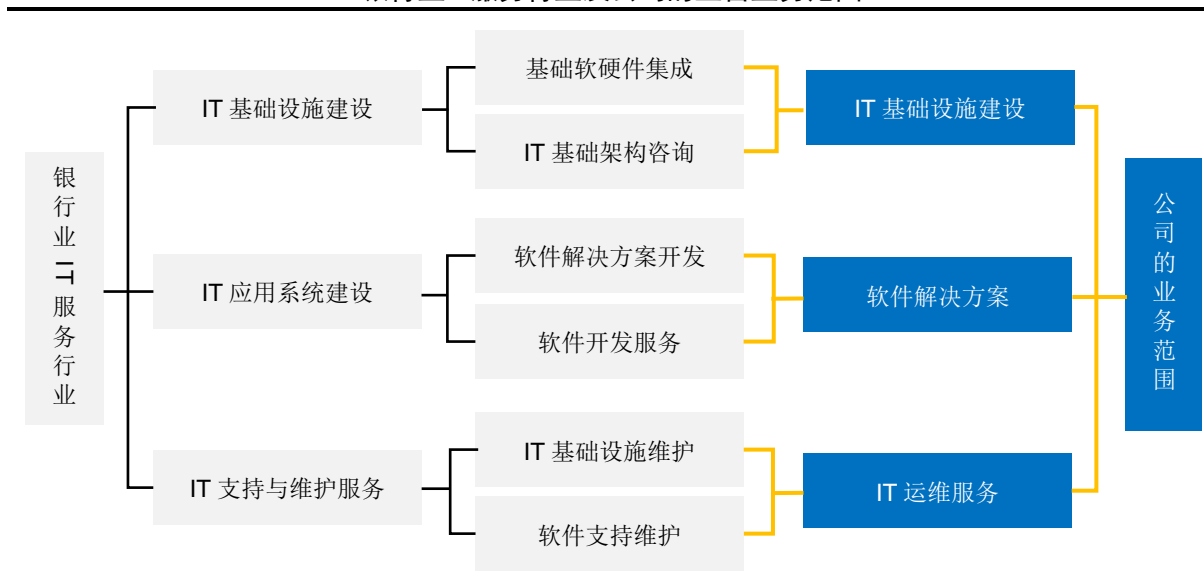 基础软硬件集成
IT 基础设施建设
IT 基础设施建设
IT 基础架构咨询
银行业 IT 服务行业
公司的业务范围
软件解决方案开发
IT 应用系统建设
软件解决方案
软件开发服务
IT 基础设施维护
IT 支持与维护服务
IT 运维服务
软件支持维护